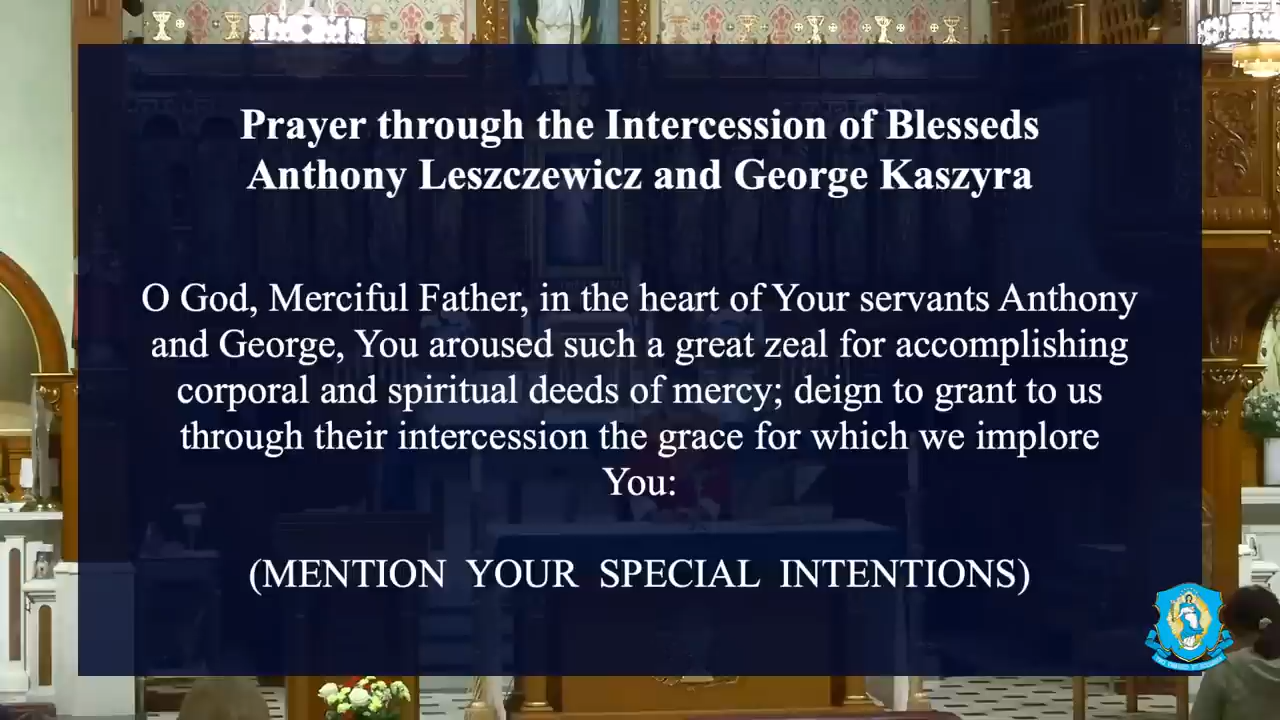 Prayer through the Intercession of Blesseds
Anthony Leszczewicz and George Kaszyra
O God, Merciful Father, in the heart of Your servants Anthony
and George, You aroused such a great zeal for accomplishing
corporal and spiritual deeds of mercy; deign to grant to us
through their intercession the grace for which we implore
You:
(MENTION YOUR SPECIAL INTENTIONS)